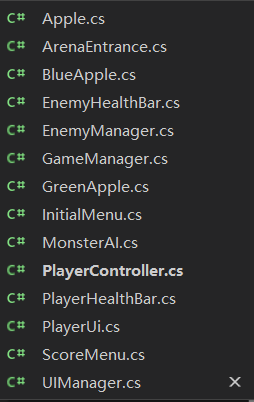 C# Apple.cs
C# ArenaEntrance.cs
C# BlueApple.cs
C# EnemyHealthBar.cs
C# EnemyManager.cs
C# GameManager.cs
C# GreenApple.cs
C# InitialMenu.cs
C# MonsterAI.cs
C# PlayerController.cs
C# PlayerHealthBar.cs
C# PlayerUi.cs
C# ScoreMenu.cs
C# UIManager.cs